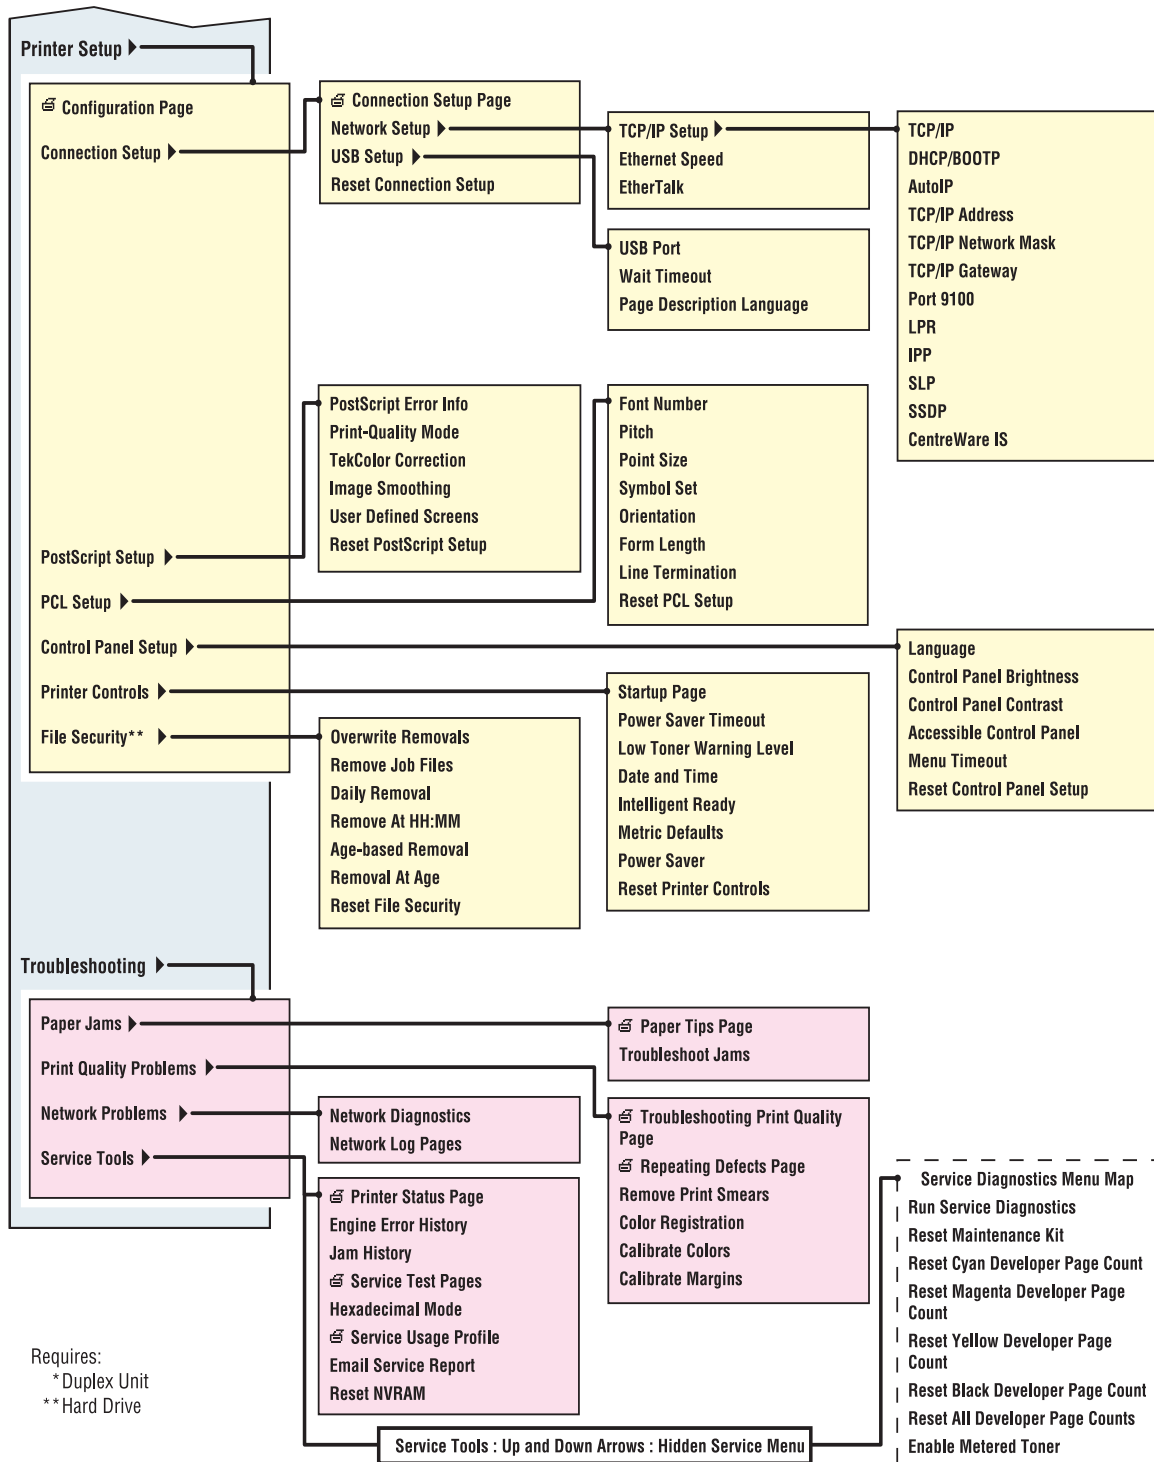 Printer Setup
Configuration Page
Connection Setup
PostScript Setup
PCL Setup
Control Panel Setup
Printer Controls
File Security**
Connection Setup Page
Network Setup
USB Setup
Reset Connection Setup
TCP/IP Setup
Ethernet Speed
EtherTalk
TCP/IP
DHCP/BOOTP
AutoIP
TCP/IP Address
TCP/IP Network Mask
TCP/IP Gateway
Port 9100
LPR
IPP
SLP
SSDP
CentreWare IS
USB Port
Wait Timeout
Page Description Language
PostScript Error Info
Print-Quality Mode
TekColor Correction
Image Smoothing
User Defined Screens
Reset PostScript Setup
Font Number
Pitch
Point Size
Symbol Set
Orientation
Form Length
Line Termination
Reset PCL Setup
Language
Control Panel Brightness
Control Panel Contrast
Accessible Control Panel
Menu Timeout
Reset Control Panel Setup
Startup Page
Power Saver Timeout
Low Toner Warning Level
Date and Time
Intelligent Ready
Metric Defaults
Power Saver
Reset Printer Controls
Overwrite Removals
Remove Job Files
Daily Removal
Remove At HH:MM
Age-based Removal
Removal At Age
Reset File Security
Troubleshooting
Paper Jams
Print Quality Problems
Network Problems
Service Tools
Paper Tips Page
Troubleshoot Jams
Troubleshooting Print Quality
Page
Repeating Defects Page
Remove Print Smears
Color Registration
Calibrate Colors
Calibrate Margins
Network Diagnostics
Network Log Pages
Printer Status Page
Engine Error History
Jam History
Service Test Pages
Hexadecimal Mode
Service Usage Profile
Email Service Report
Reset NVRAM
Service Tools : Up and Down Arrows : Hidden Service Menu
Service Diagnostics Menu Map
Run Service Diagnostics
Reset Maintenance Kit
Reset Cyan Developer Page Count
Reset Magenta Developer Page
Count
Reset Yellow Developer Page
Count
Reset Black Developer Page Count
Reset All Developer Page Counts
Enable Metered Toner
Requires:
*Duplex Unit
**Hard Drive